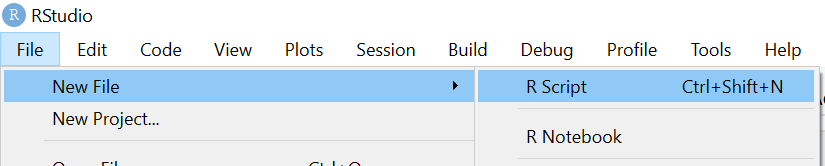 R RStudio
File Edit Code View Plots Session Build Debug Profile Tools Help
New File R Script Ctrl+Shift+N
New Project...
R Notebook